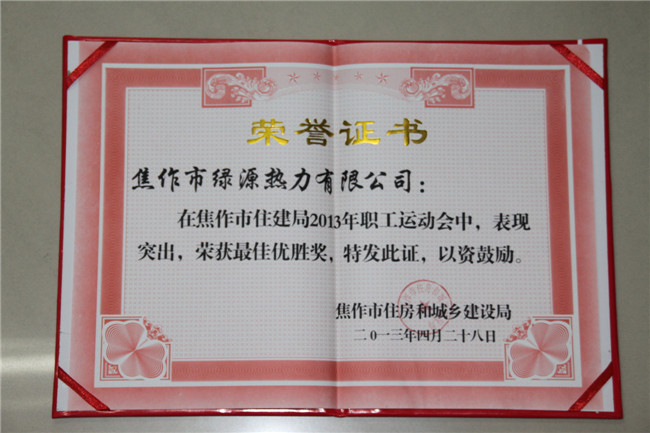 荣誉证书
焦作市绿源热力有限公司：
在焦作市住建局2013年职工运动会中，表现
突出，荣获最佳优胜奖，特发此证，以资鼓励。
焦作市住房和城乡建设局
二0一三年四月二十八日